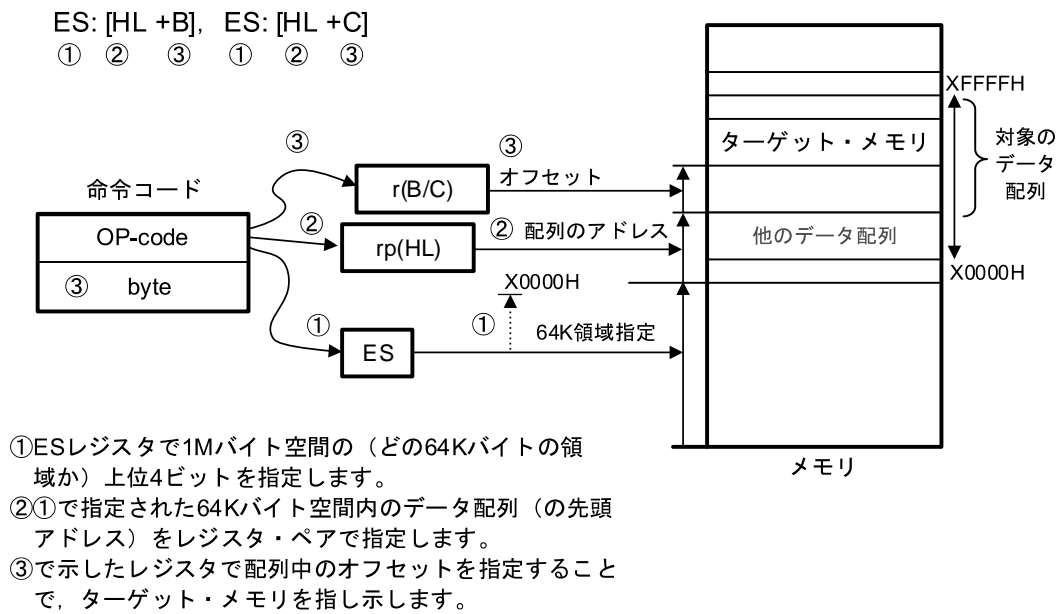 ES: [HL +B],  ES: [HL +C]
① ② ③ ① ② ③
XFFFFH
③
③
ターゲット・メモリ
対象の
データ
配列
r(B/C)
オフセット
命令コード
OP-code
②
rp(HL)
② 配列のアドレス
他のデータ配列
③ byte
X0000H
X0000H
①
ES
①
64K領域指定
メモリ
①ESレジスタで1Mバイト空間の（どの64Kバイトの領
域か）上位4ビットを指定します。
②①で指定された64Kバイト空間内のデータ配列（の先頭
アドレス）をレジスタ・ペアで指定します。
③で示したレジスタで配列中のオフセットを指定すること
で，ターゲット・メモリを指し示します。